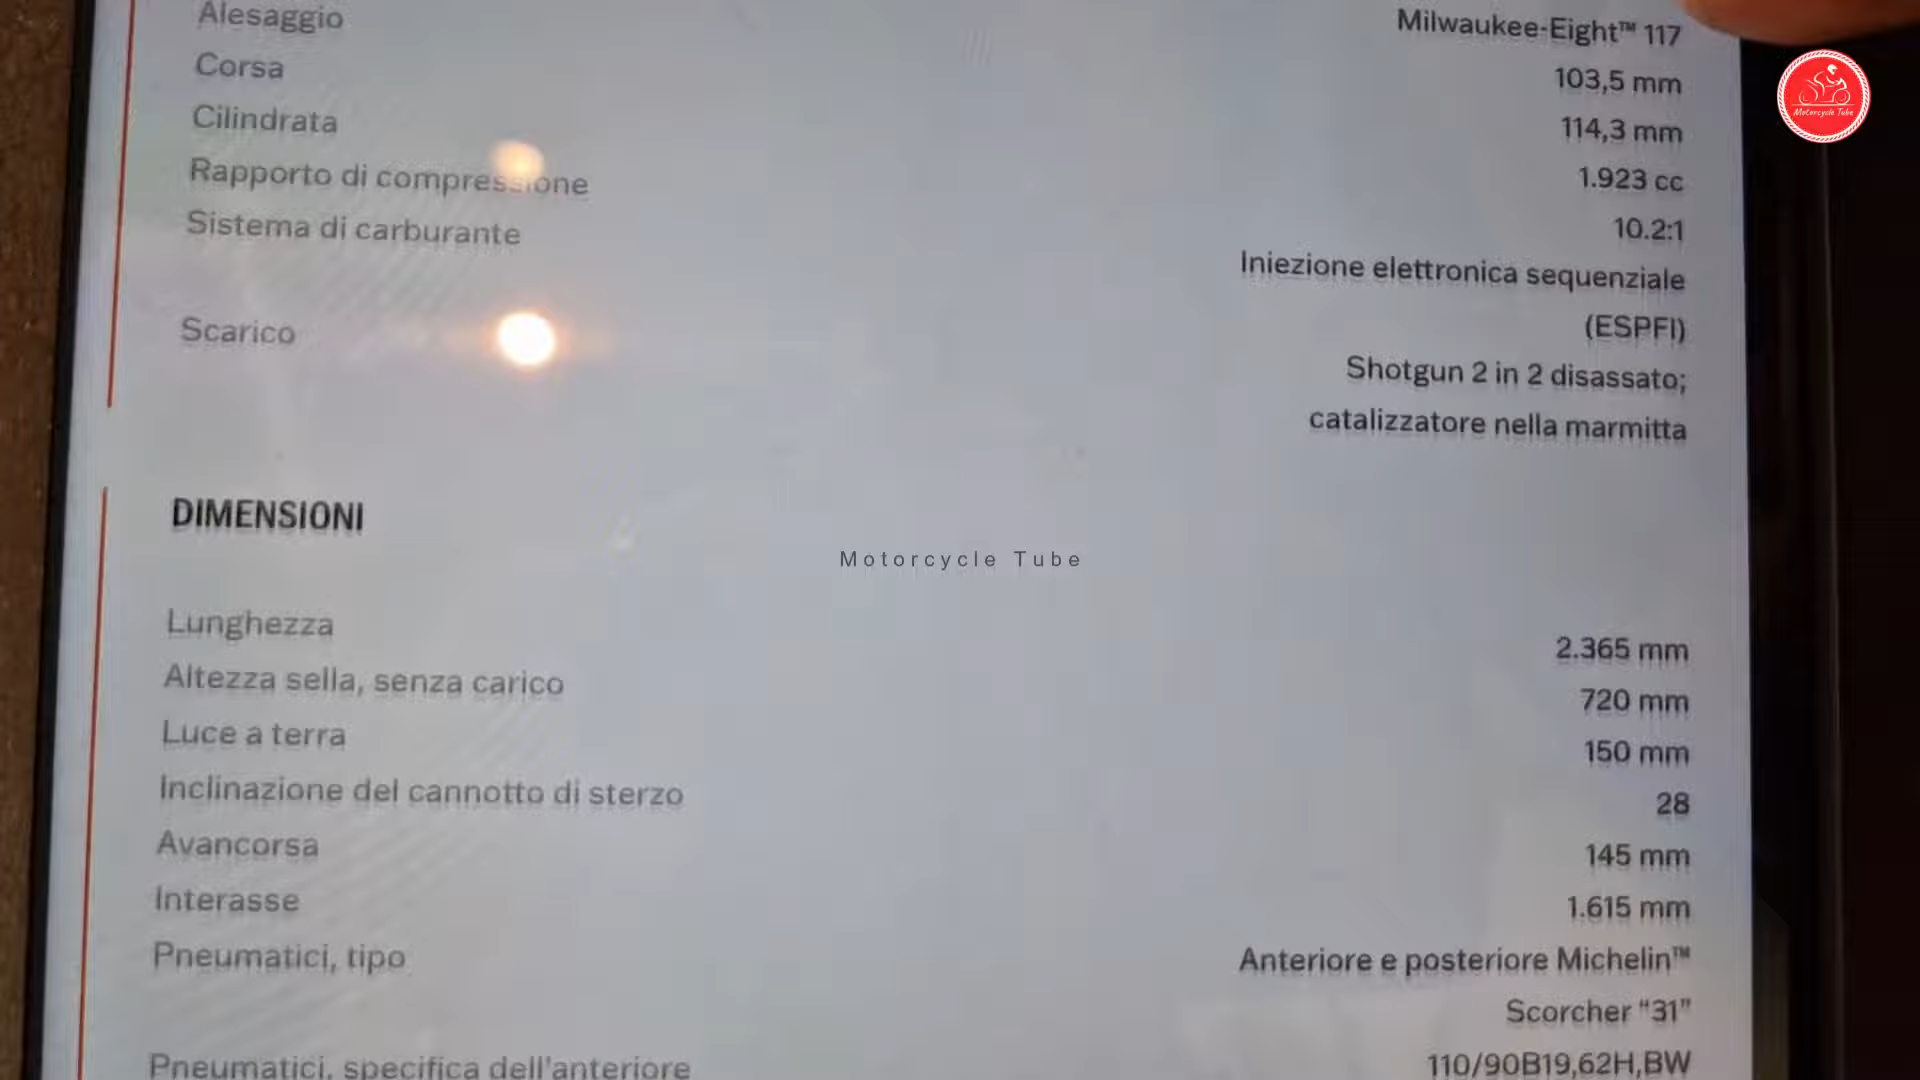 Milwaukee-Eight™ 117
Alesaggio 103,5 mm
Corsa 114,3 mm
Cilindrata 1.923 cc
Rapporto di compressione 10.2:1
Sistema di carburante Iniezione elettronica sequenziale
(ESPFI)
Scarico Shotgun 2 in 2 disassato;
catalizzatore nella marmitta
DIMENSIONI
Motorcycle Tube
Lunghezza 2.365 mm
Altezza sella, senza carico 720 mm
Luce a terra 150 mm
Inclinazione del cannotto di sterzo 28
Avancorsa 145 mm
Interasse 1.615 mm
Pneumatici, tipo Anteriore e posteriore Michelin™
Scorcher “31”
Pneumatici, specifica dell'anteriore 110/90B19,62H,BW
Motorcycle Tube